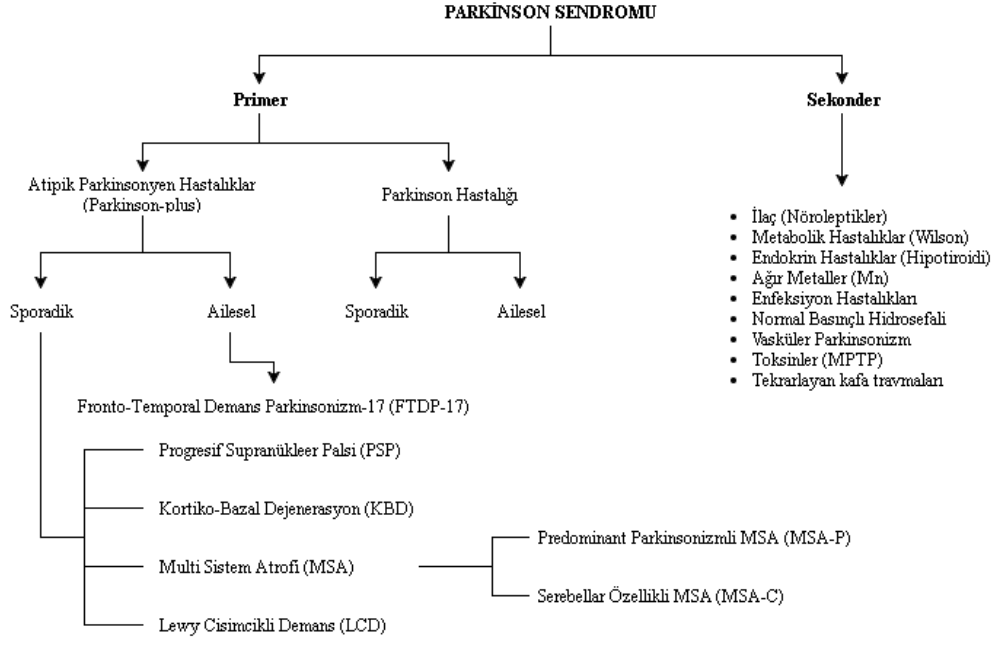 PARKİNSON SENDROMU
Primer
Sekonder
Atipik Parkinsonyen Hastalıklar
(Parkinson-plus)
Parkinson Hastalığı
Sporadik
Ailesel
Sporadik
Ailesel
• İlaç (Nöroleptikler)
• Metabolik Hastalıklar (Wilson)
• Endokrin Hastalıklar (Hipotiroidi)
• Ağır Metaller (Mn)
• Enfeksiyon Hastalıkları
• Normal Basınçlı Hidrosefali
• Vasküler Parkinsonizm
• Toksinler (MPTP)
• Tekrarlayan kafa travmaları
Fronto-Temporal Demans Parkinsonizm-17 (FTDP-17)
Progresif Supranükleer Palsi (PSP)
Kortiko-Bazal Dejenerasyon (KBD)
Multi Sistem Atrofi (MSA)
Predominant Parkinsonizmli MSA (MSA-P)
Serebellar Özellikli MSA (MSA-C)
Lewy Cisimcikli Demans (LCD)